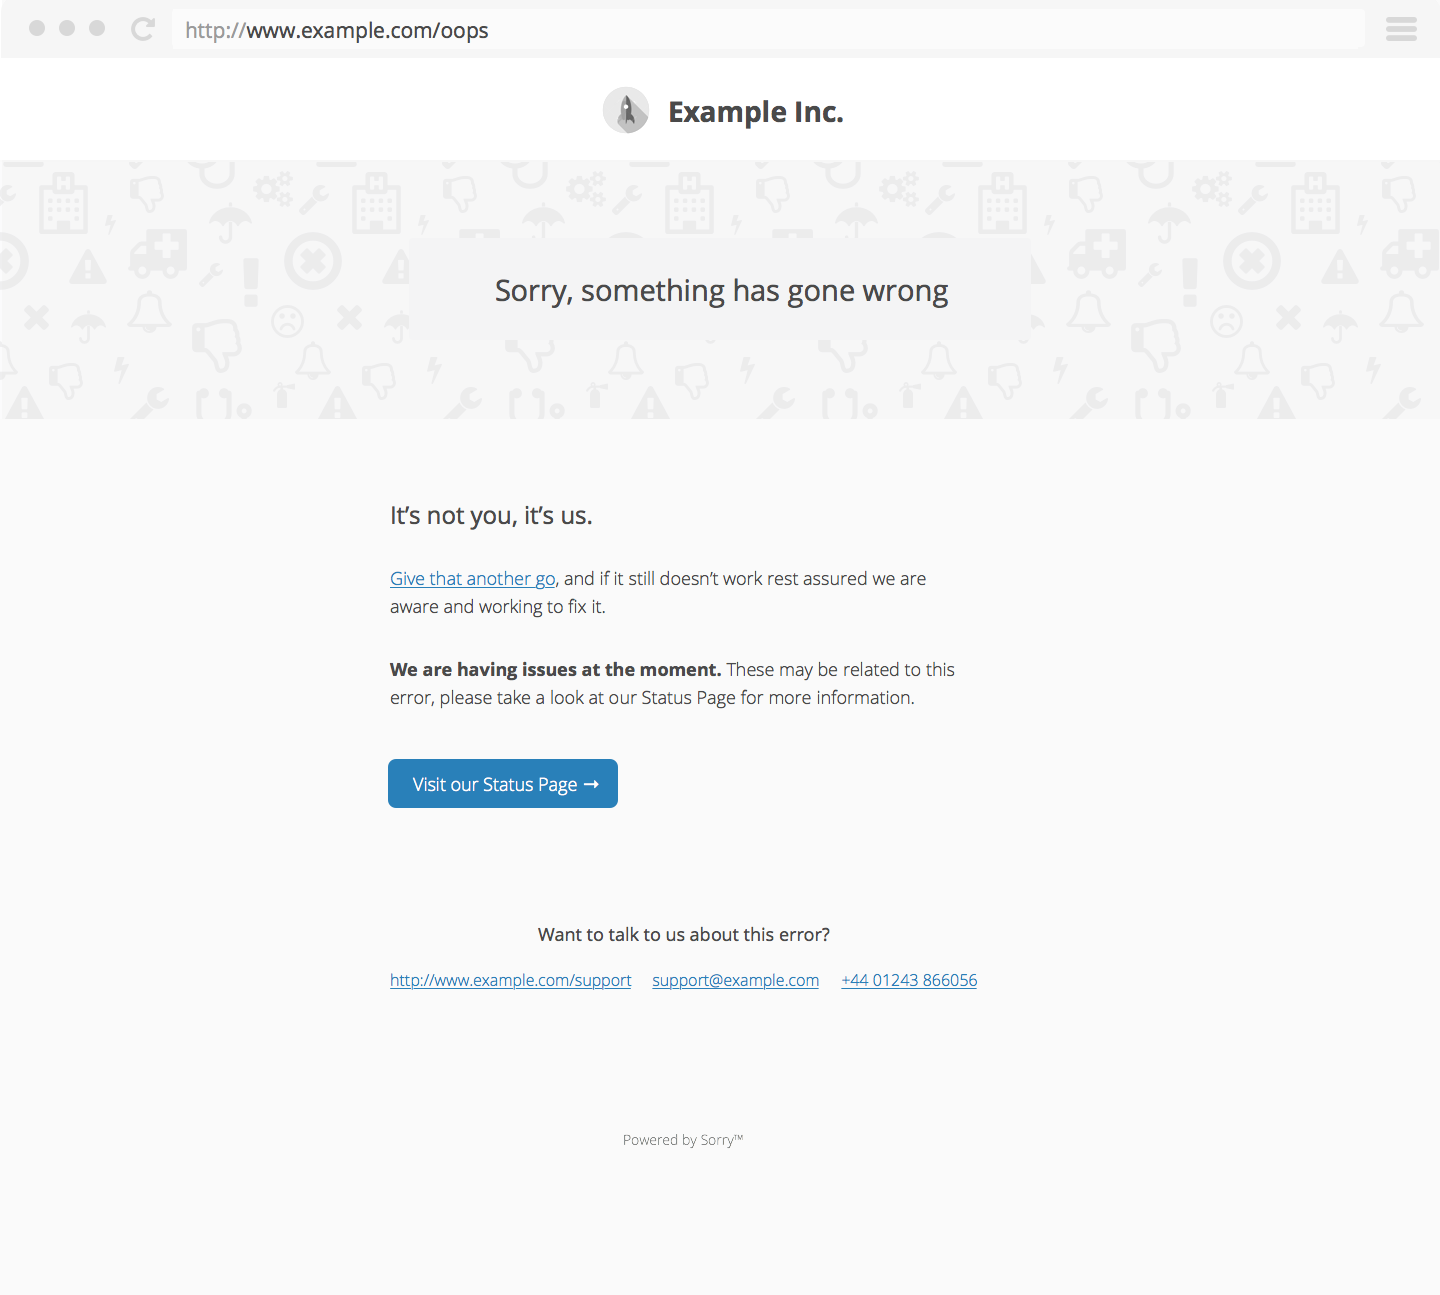 http://www.example.com/oops
Example Inc.
Sorry, something has gone wrong
It’s not you, it’s us.
Give that another go, and if it still doesn’t work rest assured we are
aware and working to fix it.
We are having issues at the moment. These may be related to this
error, please take a look at our Status Page for more information.
Visit our Status Page →
Want to talk to us about this error?
http://www.example.com/support support@example.com +44 01243 866056
Powered by Sorry™